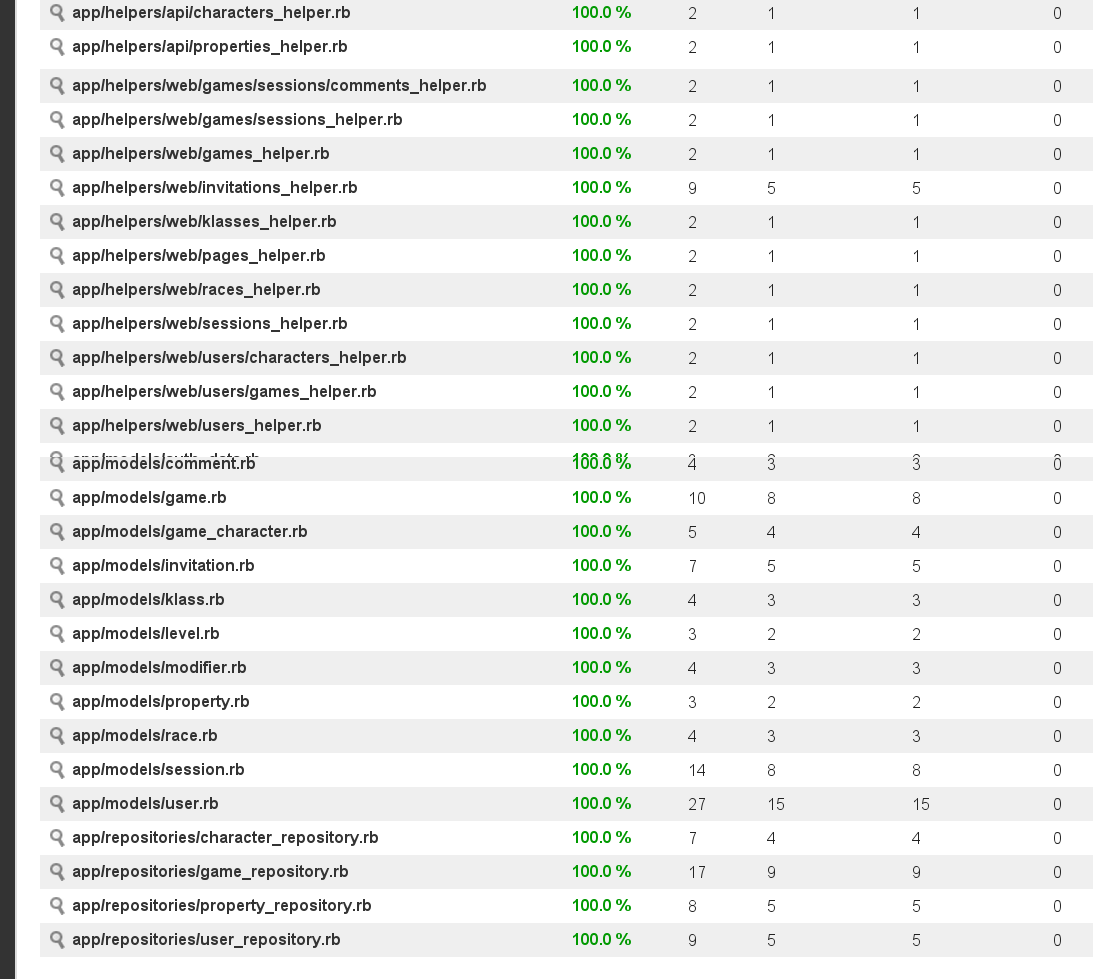 app/helpers/api/characters_helper.rb 100.0 % 2 1 1 0
app/helpers/api/properties_helper.rb 100.0 % 2 1 1 0
app/helpers/web/games/sessions/comments_helper.rb 100.0 % 2 1 1 0
app/helpers/web/games/sessions_helper.rb 100.0 % 2 1 1 0
app/helpers/web/games_helper.rb 100.0 % 2 1 1 0
app/helpers/web/invitations_helper.rb 100.0 % 9 5 5 0
app/helpers/web/klasses_helper.rb 100.0 % 2 1 1 0
app/helpers/web/pages_helper.rb 100.0 % 2 1 1 0
app/helpers/web/races_helper.rb 100.0 % 2 1 1 0
app/helpers/web/sessions_helper.rb 100.0 % 2 1 1 0
app/helpers/web/users/characters_helper.rb 100.0 % 2 1 1 0
app/helpers/web/users/games_helper.rb 100.0 % 2 1 1 0
app/helpers/web/users_helper.rb 100.0 % 2 1 1 0
app/models/comment.rb 100.0 % 4 3 3 0
app/models/game.rb 100.0 % 10 8 8 0
app/models/game_character.rb 100.0 % 5 4 4 0
app/models/invitation.rb 100.0 % 7 5 5 0
app/models/klass.rb 100.0 % 4 3 3 0
app/models/level.rb 100.0 % 3 2 2 0
app/models/modifier.rb 100.0 % 4 3 3 0
app/models/property.rb 100.0 % 3 2 2 0
app/models/race.rb 100.0 % 4 3 3 0
app/models/session.rb 100.0 % 14 8 8 0
app/models/user.rb 100.0 % 27 15 15 0
app/repositories/character_repository.rb 100.0 % 7 4 4 0
app/repositories/game_repository.rb 100.0 % 17 9 9 0
app/repositories/property_repository.rb 100.0 % 8 5 5 0
app/repositories/user_repository.rb 100.0 % 9 5 5 0